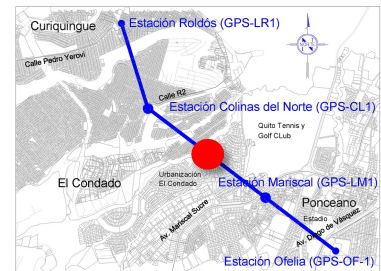 Curiquingue
Estación Roldós (GPS-LR1)
NORTE
Calle Pedro Yerovi
Calle R2
Estación Colinas del Norte (GPS-CL1)
Quito Tennis y
Golf CLub
El Condado
Urbanización
El Condado
Estación Mariscal (GPS-LM1)
Ponceano
Estadio
Av. Mariscal Sucre
Av. Diego de Vásquez
Estación Ofelia (GPS-OF-1)